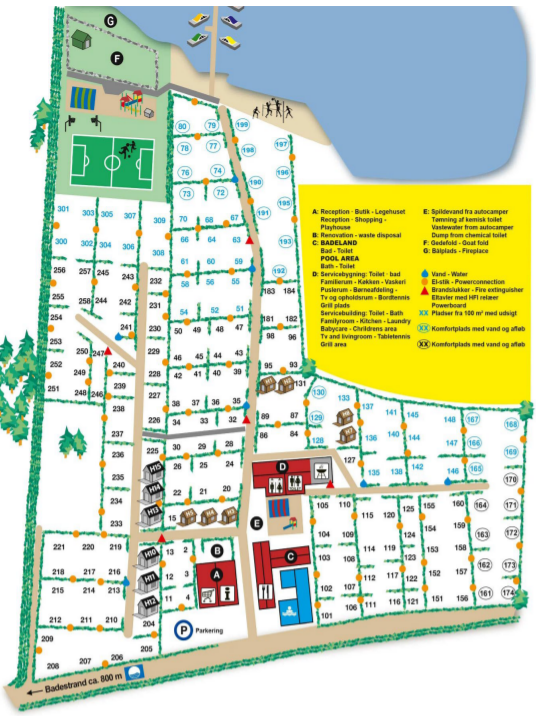 G
F
80 79 199
78 77 198 197
76 74 190 196
73 72
191 195
301 303 305 309 70 68 67
66 64 63 193
300 302 304 308
61 60 59 192
256 257 245 243 229 58 56 55 183 184
255 258 244 242 232
54 52 51 181 182
241 230 50 49 48 47 98 96
250 247 229
253 251 249 240 46 45 44 43 95 93
252 228 42 41 40 39 131
251 248 246 239 227
238 38 37 36 35 130 133 137 141 145 148 167 168
226 34 33 32 89 87 129
237 86 84 128 136 140 144 147 166 169
236 225 30 29 28
H15 26 25 24 D 127 135 138 142 146 165 170
235
234 H14 22 21 20 105 110 115 120 125 155 160 164 171
233 H13 15
E 104 109 124 154 159 163 172
221 220 219 H10 13 2 B
103 108 114 119 123 153 158
218 217 216 H11 12 3 A C 162 173
215 214 213 102 107 112 117 122 152 157
H12 11 4 101 106 111 116 121 151 156 161 174
212 211 210 204
P Parkering
209
208 207 206 205
Badestrand ca. 800 m
A: Reception - Butik - Legehuset
Reception - Shopping -
Playhouse
B: Renovation - waste disposal
C: BADELAND
Bad - Toilet
POOL AREA
Bath - Toilet
D: Servicebygning: Toilet - bad
Familierum - Køkken - Vaskeri
Puslerum - Børneafdeling -
Tv og opholdsrum - Bordtennis
Grill plads
Servicebuilding: Toilet - Bath
Familyroom - Kitchen - Laundry
Babycare - Chrildrens area
Tv and livingroom - Tabletennis
Grill area
E: Spildevand fra autocamper
Tømning af kemisk toilet
Vastewater from autocamper
Dump from chemical toilet
F: Gedefold - Goat fold
G: Bålplads - Fireplace
Vand - Water
El-stik - Powerconnection
Brandslukker - Fire extinguisher
Eltavler med HFI relæer
Powerboard
XX Pladser fra 100 m² med udsigt
XX Komfortplads med vand og afløb
XX Komfortplads med vand og afløb